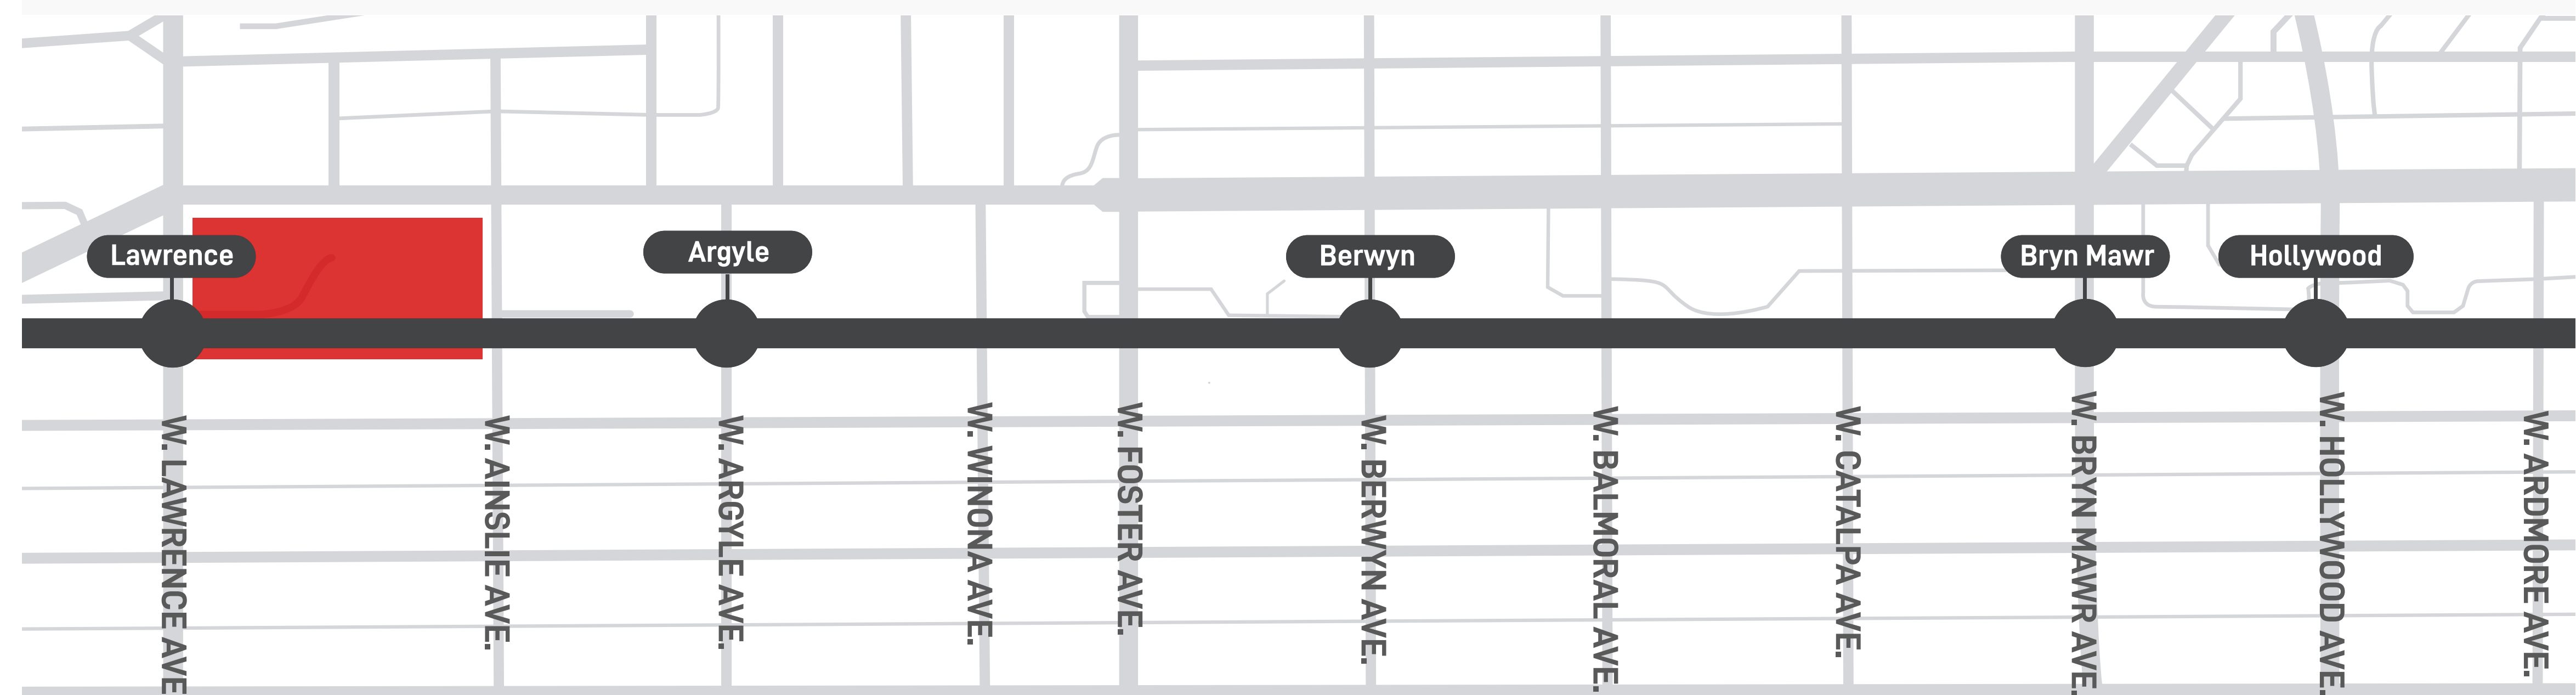 Lawrence
Argyle
Berwyn
Bryn Mawr
Hollywood
W. LAWRENCE AVE.
W. AINSLIE AVE.
W. ARGYLE AVE.
W. WINONA AVE.
W. FOSTER AVE.
W. BERWYN AVE.
W. BALMORAL AVE.
W. CATALPA AVE.
W. BRYN MAWR AVE.
W. HOLLYWOOD AVE.
W. ARDMORE AVE.